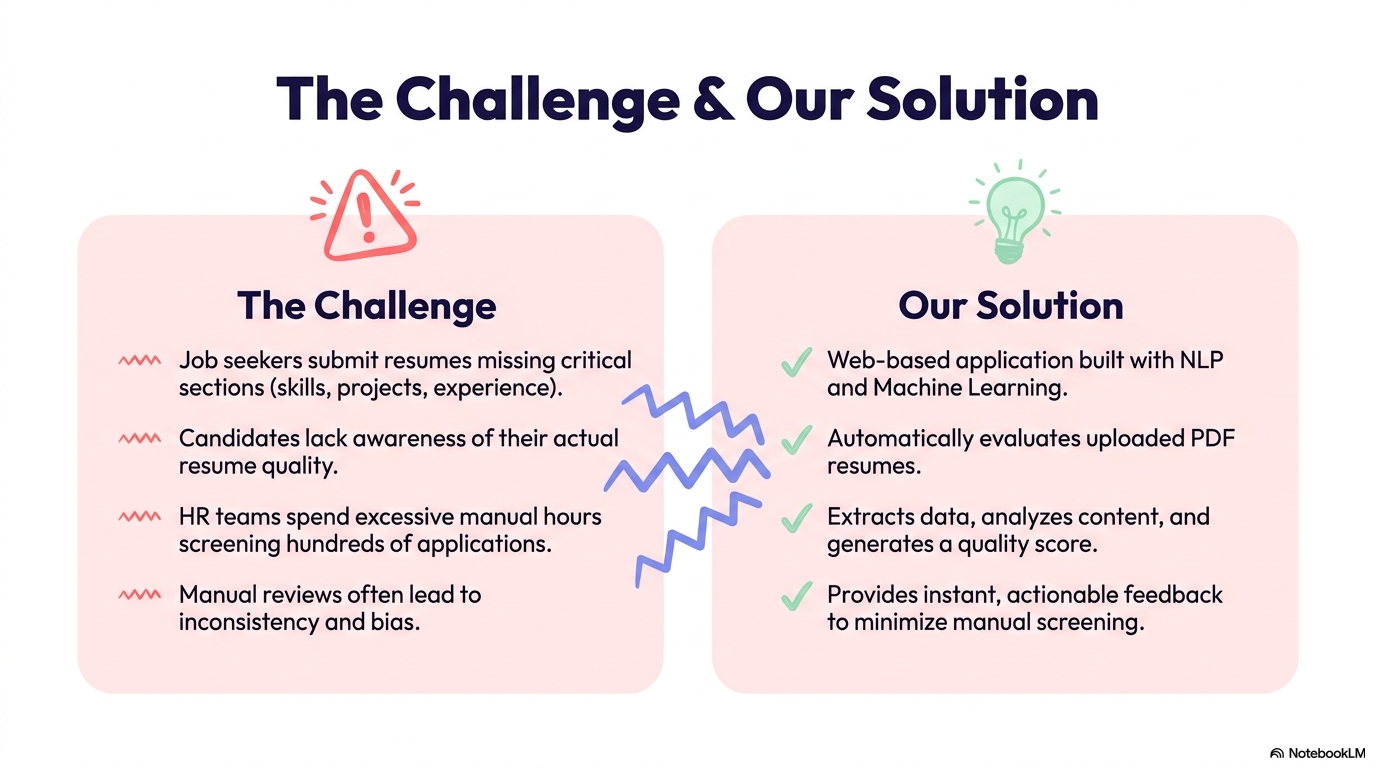 The Challenge & Our Solution
The Challenge
Job seekers submit resumes missing critical
sections (skills, projects, experience).
Candidates lack awareness of their actual
resume quality.
HR teams spend excessive manual hours
screening hundreds of applications.
Manual reviews often lead to
inconsistency and bias.
Our Solution
Web-based application built with NLP
and Machine Learning.
Automatically evaluates uploaded PDF
resumes.
Extracts data, analyzes content, and
generates a quality score.
Provides instant, actionable feedback
to minimize manual screening.
NotebookLM